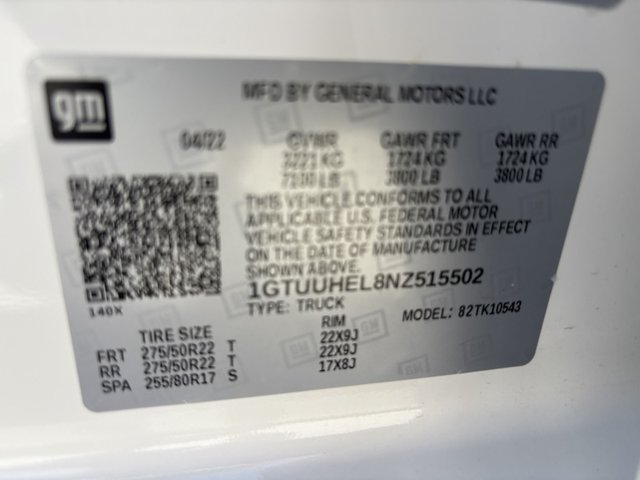 gm
MFD BY GENERAL MOTORS LLC
04/22 GVWR GAWR FRT GAWR RR
3221 KG 1724 KG 1724 KG
7100 LB 3800 LB 3800 LB
THIS VEHICLE CONFORMS TO ALL
APPLICABLE U.S. FEDERAL MOTOR
VEHICLE SAFETY STANDARDS IN EFFECT
ON THE DATE OF MANUFACTURE
SHOWN ABOVE.
1GTUUHEL8NZ515502
140X
TYPE: TRUCK MODEL: 82TK10543
TIRE SIZE RIM
FRT 275/50R22 T 22X9J
RR 275/50R22 T 22X9J
SPA 255/80R17 S 17X8J